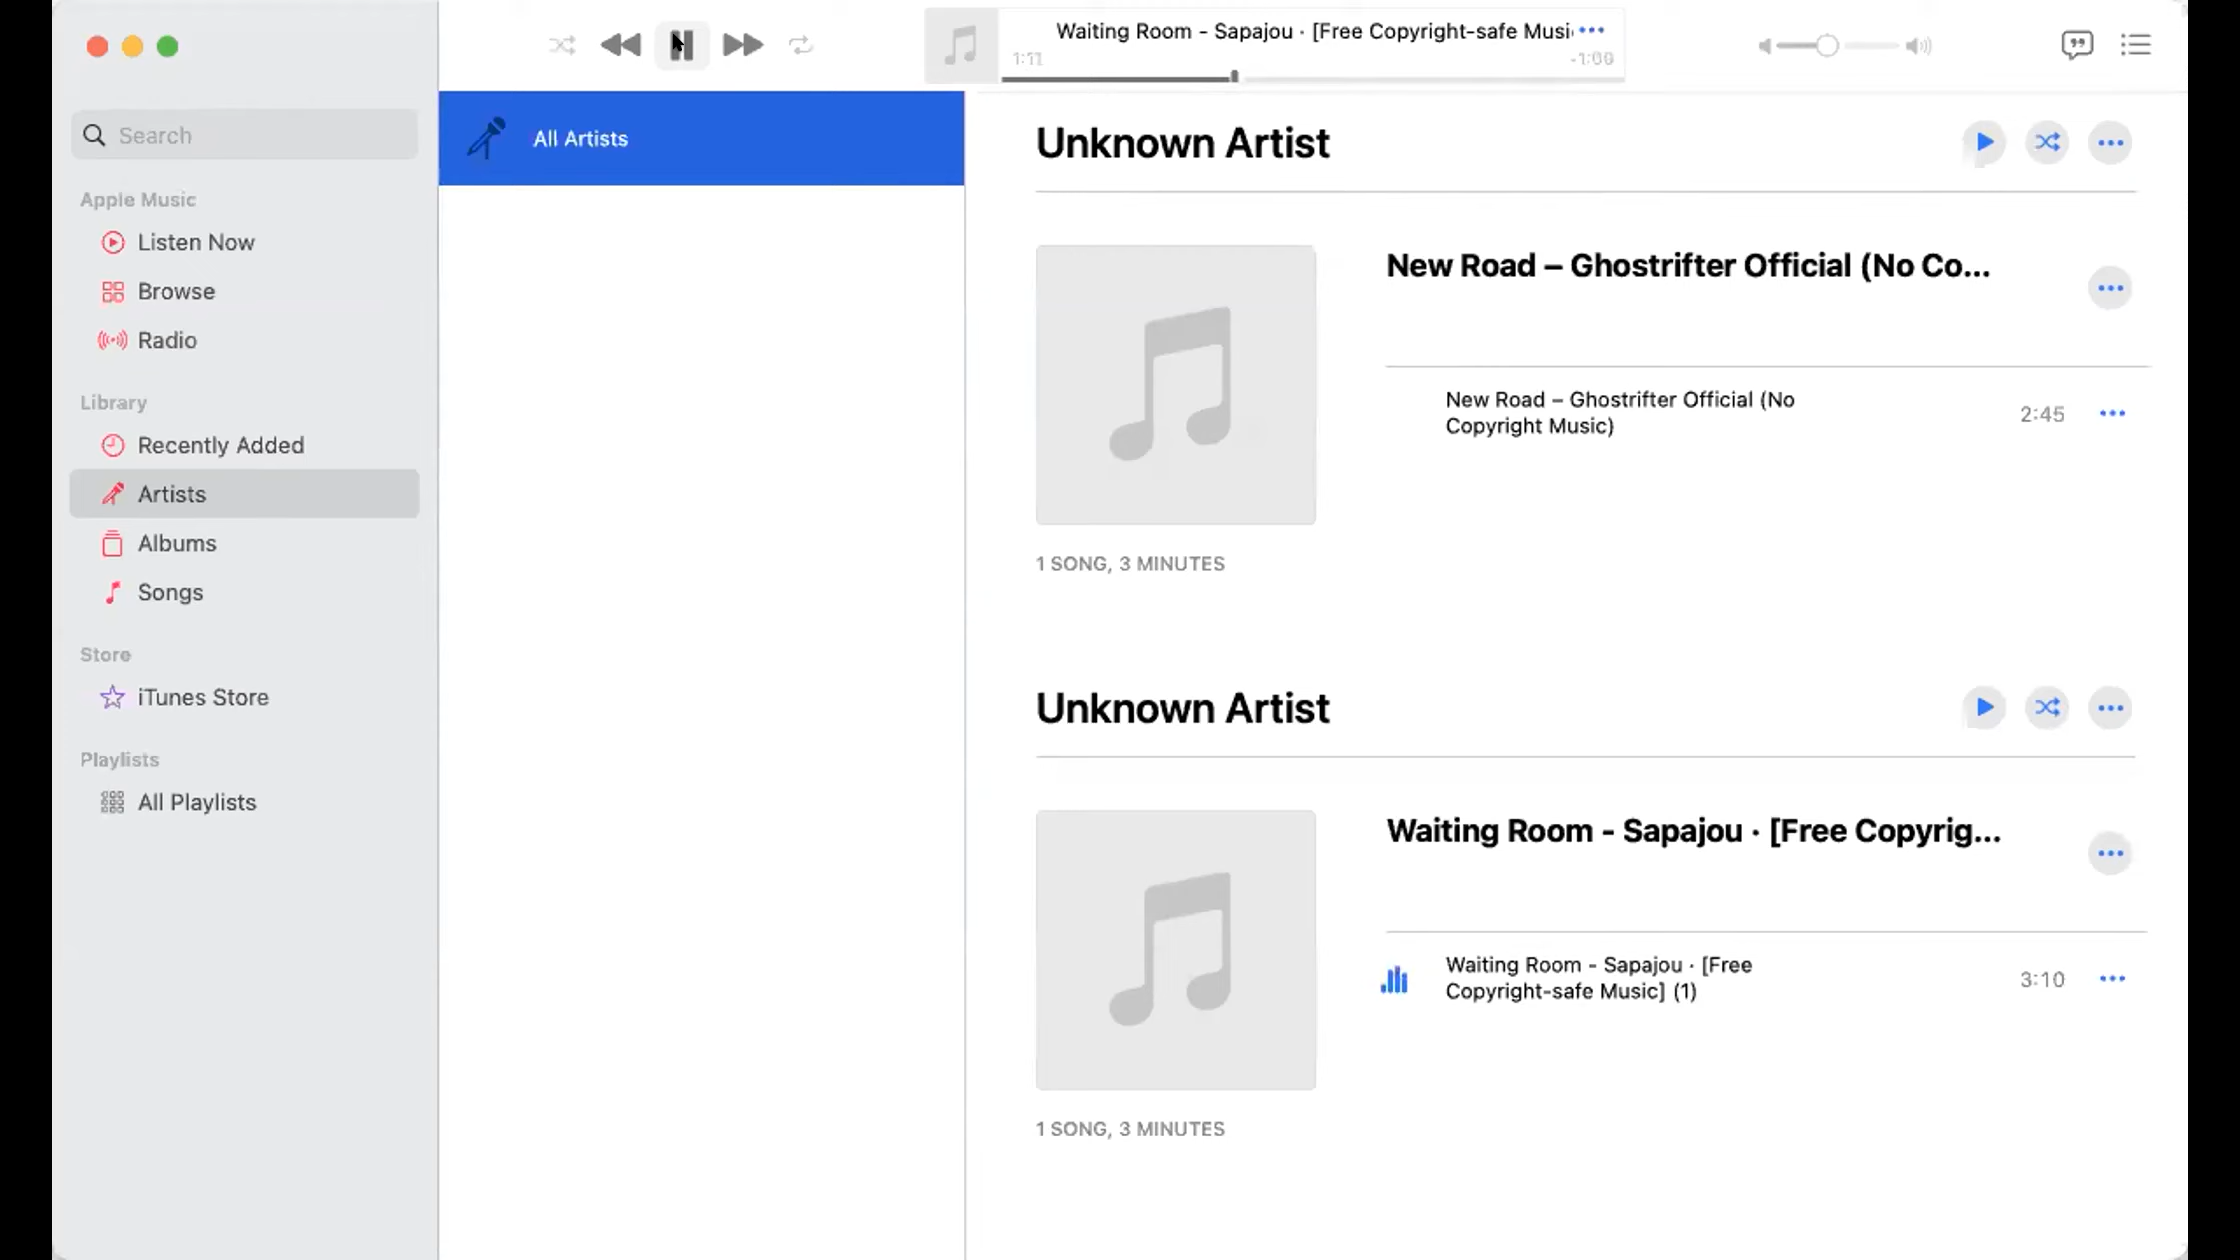 Waiting Room - Sapajou · [Free Copyright-safe Musi
1:11
Search
Apple Music
Listen Now
Browse
Radio
Library
Recently Added
Artists
Albums
Songs
Store
iTunes Store
Playlists
All Playlists
All Artists
Unknown Artist
New Road – Ghostrifter Official (No Co...
New Road – Ghostrifter Official (No
Copyright Music)
2:45
1 SONG, 3 MINUTES
Unknown Artist
Waiting Room - Sapajou · [Free Copyrig...
Waiting Room - Sapajou · [Free
Copyright-safe Music] (1)
3:10
1 SONG, 3 MINUTES